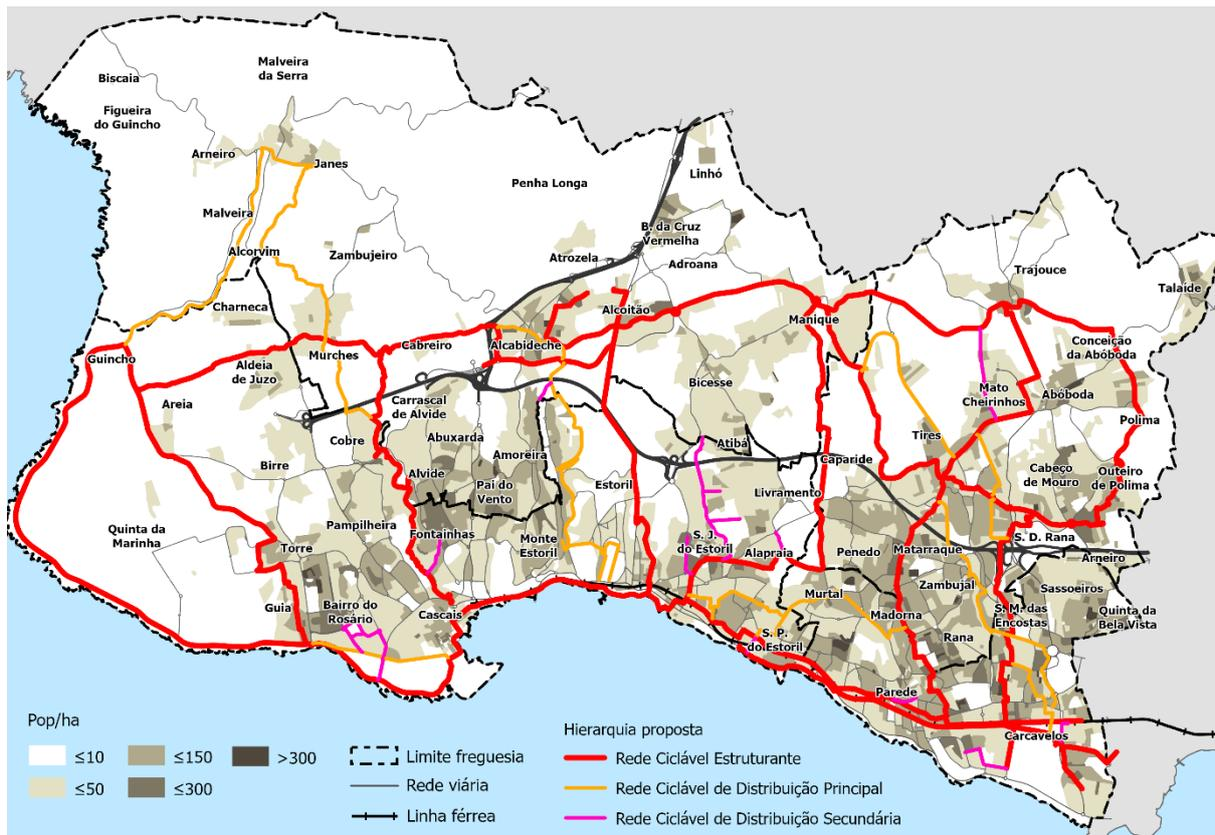 Malveira
da Serra
Biscaia
Figueira
do Guincho
Arneiro
Janes
Linhó
Penha Longa
Malveira
B. da Cruz
Vermelha
Alcorvim
Zambujeiro
Atrozela
Adroana
Trajouce
Talaíde
Charneca
Alcoitão
Manique
Guincho
Murches
Cabreiro
Alcabideche
Conceição
da Abóboda
Aldeia
de Juzo
Bicesse
Mato
Cheirinhos
Abóboda
Areia
Carrascal
de Alvide
Polima
Cobre
Abuxarda
Atibá
Tires
Birre
Amoreira
Caparide
Alvide
Pai do
Vento
Estoril
Livramento
Cabeço
de Mouro
Outeiro
de Polima
Quinta da
Marinha
Pampilheira
Fontainhas
Torre
Monte
Estoril
S. J.
do Estoril
Alapraia
Penedo
Matarraque
S. D. Rana
Arneiro
Zambujal
Sassoeiros
Guia
Bairro do
Rosário
Cascais
Murtal
Madorna
S. M. das
Encostas
Quinta da
Bela Vista
S. P.
do Estoril
Rana
Parede
Carcavelos
Pop/ha
≤10
≤150
>300
≤50
≤300
Limite freguesia
Rede viária
Linha férrea
Hierarquia proposta
Rede Ciclável Estruturante
Rede Ciclável de Distribuição Principal
Rede Ciclável de Distribuição Secundária